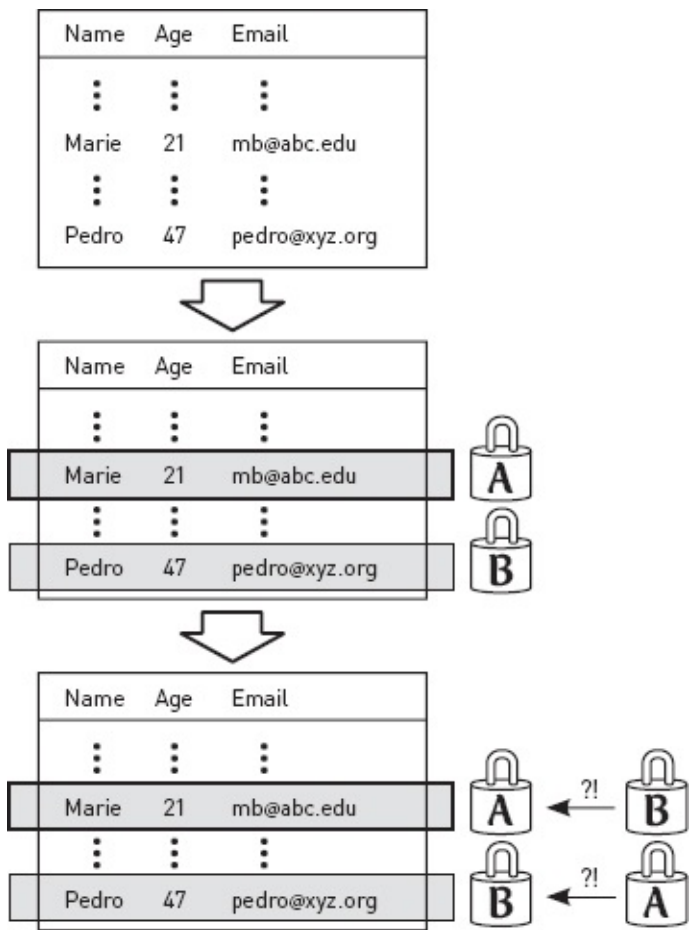 Name Age Email
Marie 21 mb@abc.edu
Pedro 47 pedro@xyz.org
Name Age Email
Marie 21 mb@abc.edu A
Pedro 47 pedro@xyz.org B
Name Age Email
Marie 21 mb@abc.edu A ?! B
Pedro 47 pedro@xyz.org B ?! A